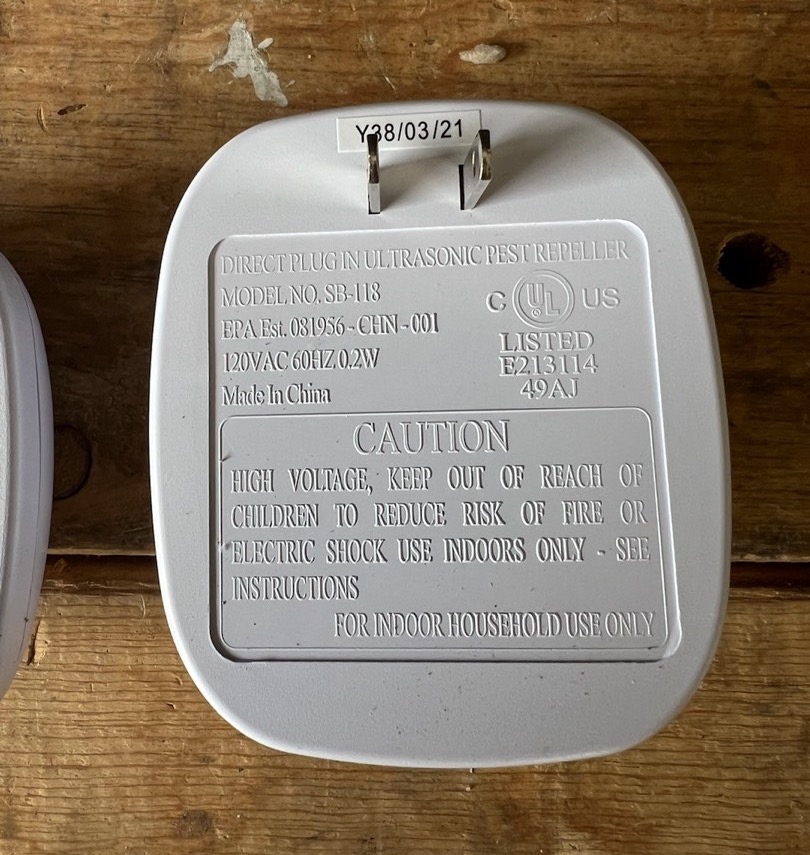 Y38/03/21
DIRECT PLUG IN ULTRASONIC PEST REPELLER
MODEL NO. SB-118
EPA Est. 081956 - CHN - 001
120VAC 60HZ 0.2W
Made In China
C UL US
LISTED
E213114
49AJ
CAUTION
HIGH VOLTAGE, KEEP OUT OF REACH OF
CHILDREN TO REDUCE RISK OF FIRE OR
ELECTRIC SHOCK USE INDOORS ONLY - SEE
INSTRUCTIONS
FOR INDOOR HOUSEHOLD USE ONLY